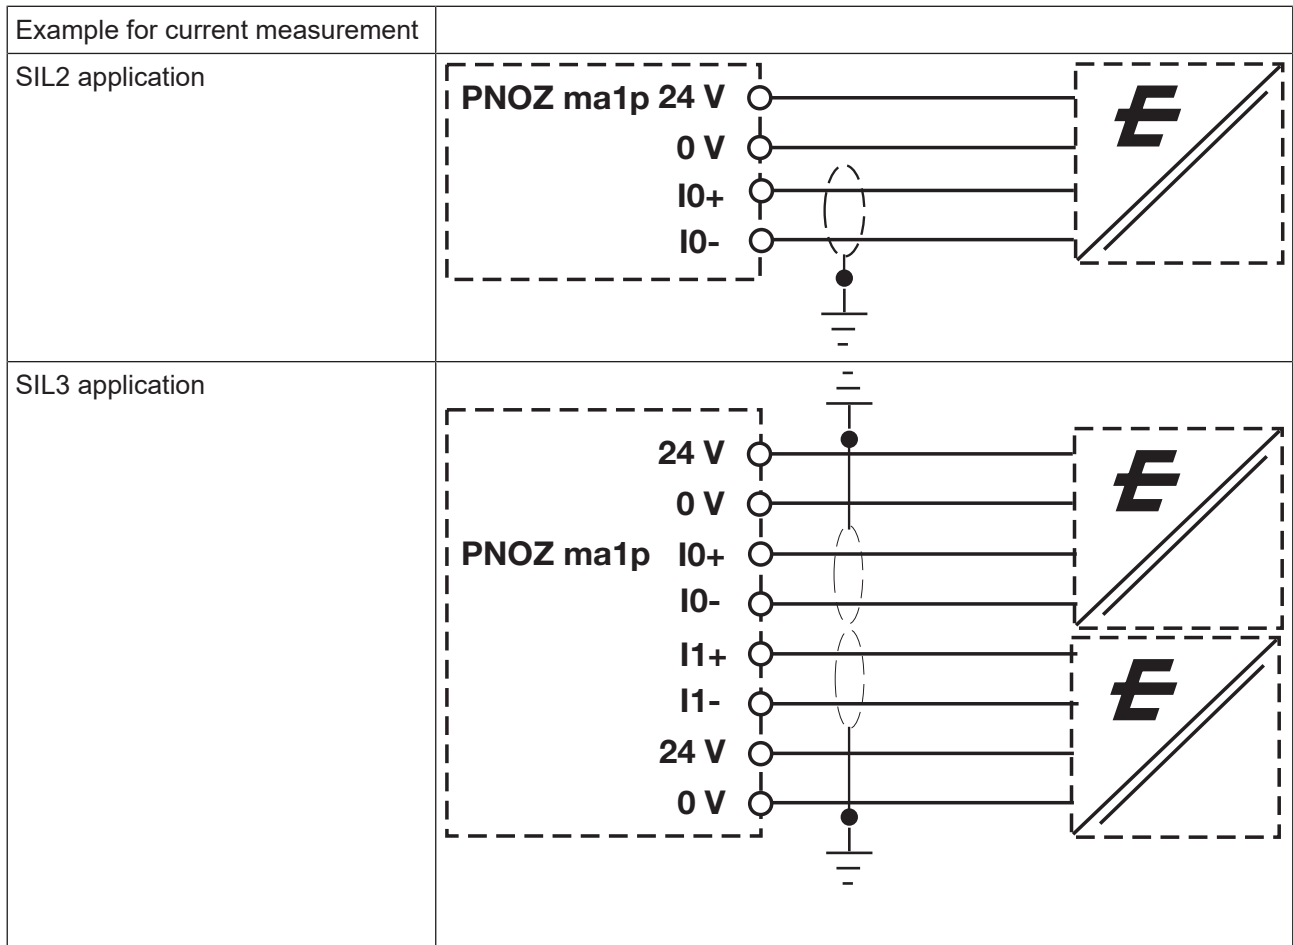 Example for current measurement
SIL2 application
PNOZ ma1p 24 V
0 V
I0+
I0-
E
SIL3 application
24 V
0 V
PNOZ ma1p I0+
I0-
I1+
I1-
24 V
0 V
E
E